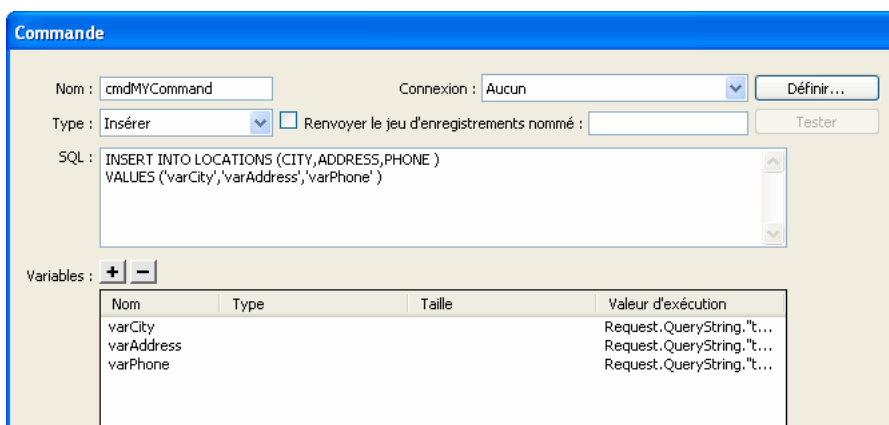 Commande
Nom : cmdMYCommand Connexion : Aucun Définir...
Type : Insérer Renvoyer le jeu d'enregistrements nommé : Tester
SQL : INSERT INTO LOCATIONS (CITY,ADDRESS,PHONE )
VALUES ('varCity','varAddress','varPhone' )
Variables : + −
Nom Type Taille Valeur d'exécution
varCity Request.QueryString."t...
varAddress Request.QueryString."t...
varPhone Request.QueryString."t...